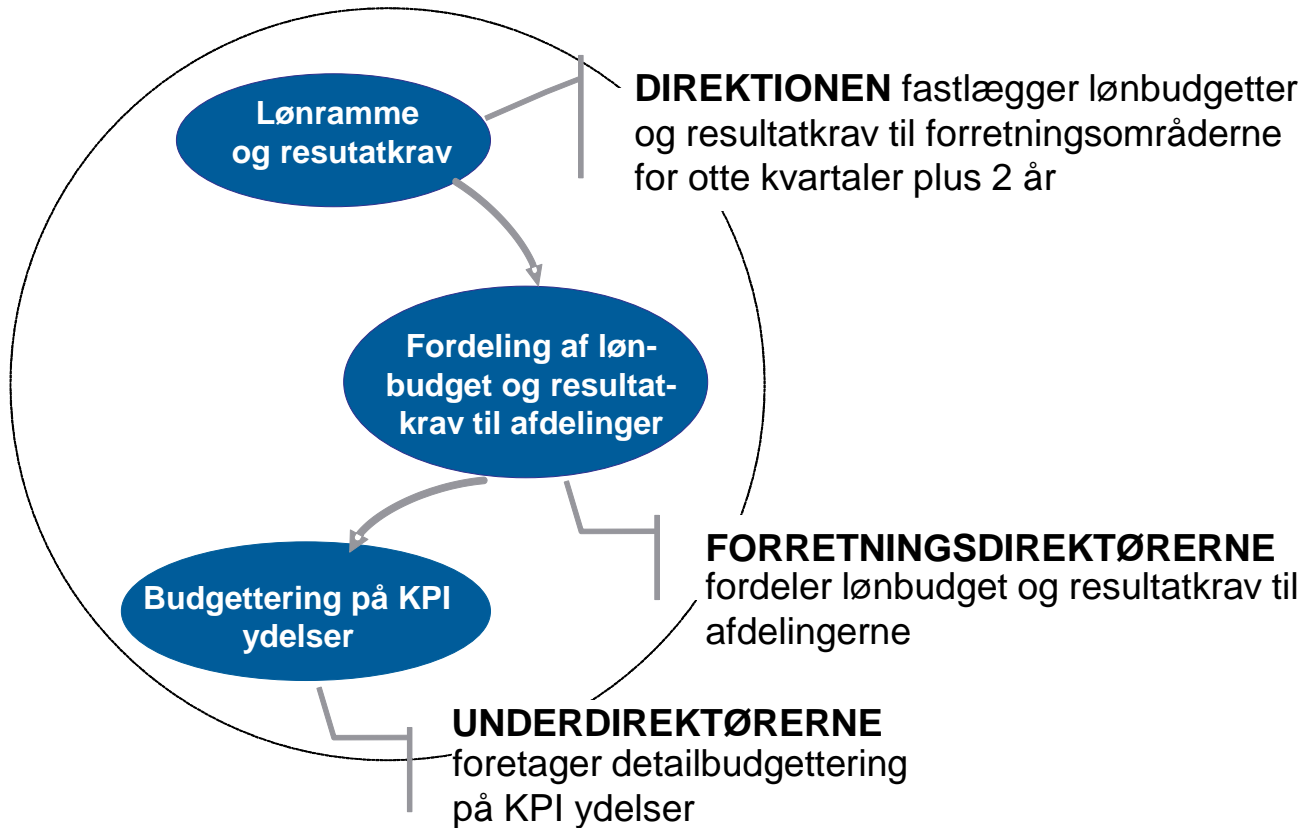 Lønramme
og resutatkrav
DIREKTIONEN fastlægger lønbudgetter
og resultatkrav til forretningsområderne
for otte kvartaler plus 2 år
Fordeling af løn-
budget og resultat-
krav til afdelinger
FORRETNINGSDIREKTØRERNE
fordeler lønbudget og resultatkrav til
afdelingerne
Budgettering på KPI
ydelser
UNDERDIREKTØRERNE
foretager detailbudgettering
på KPI ydelser